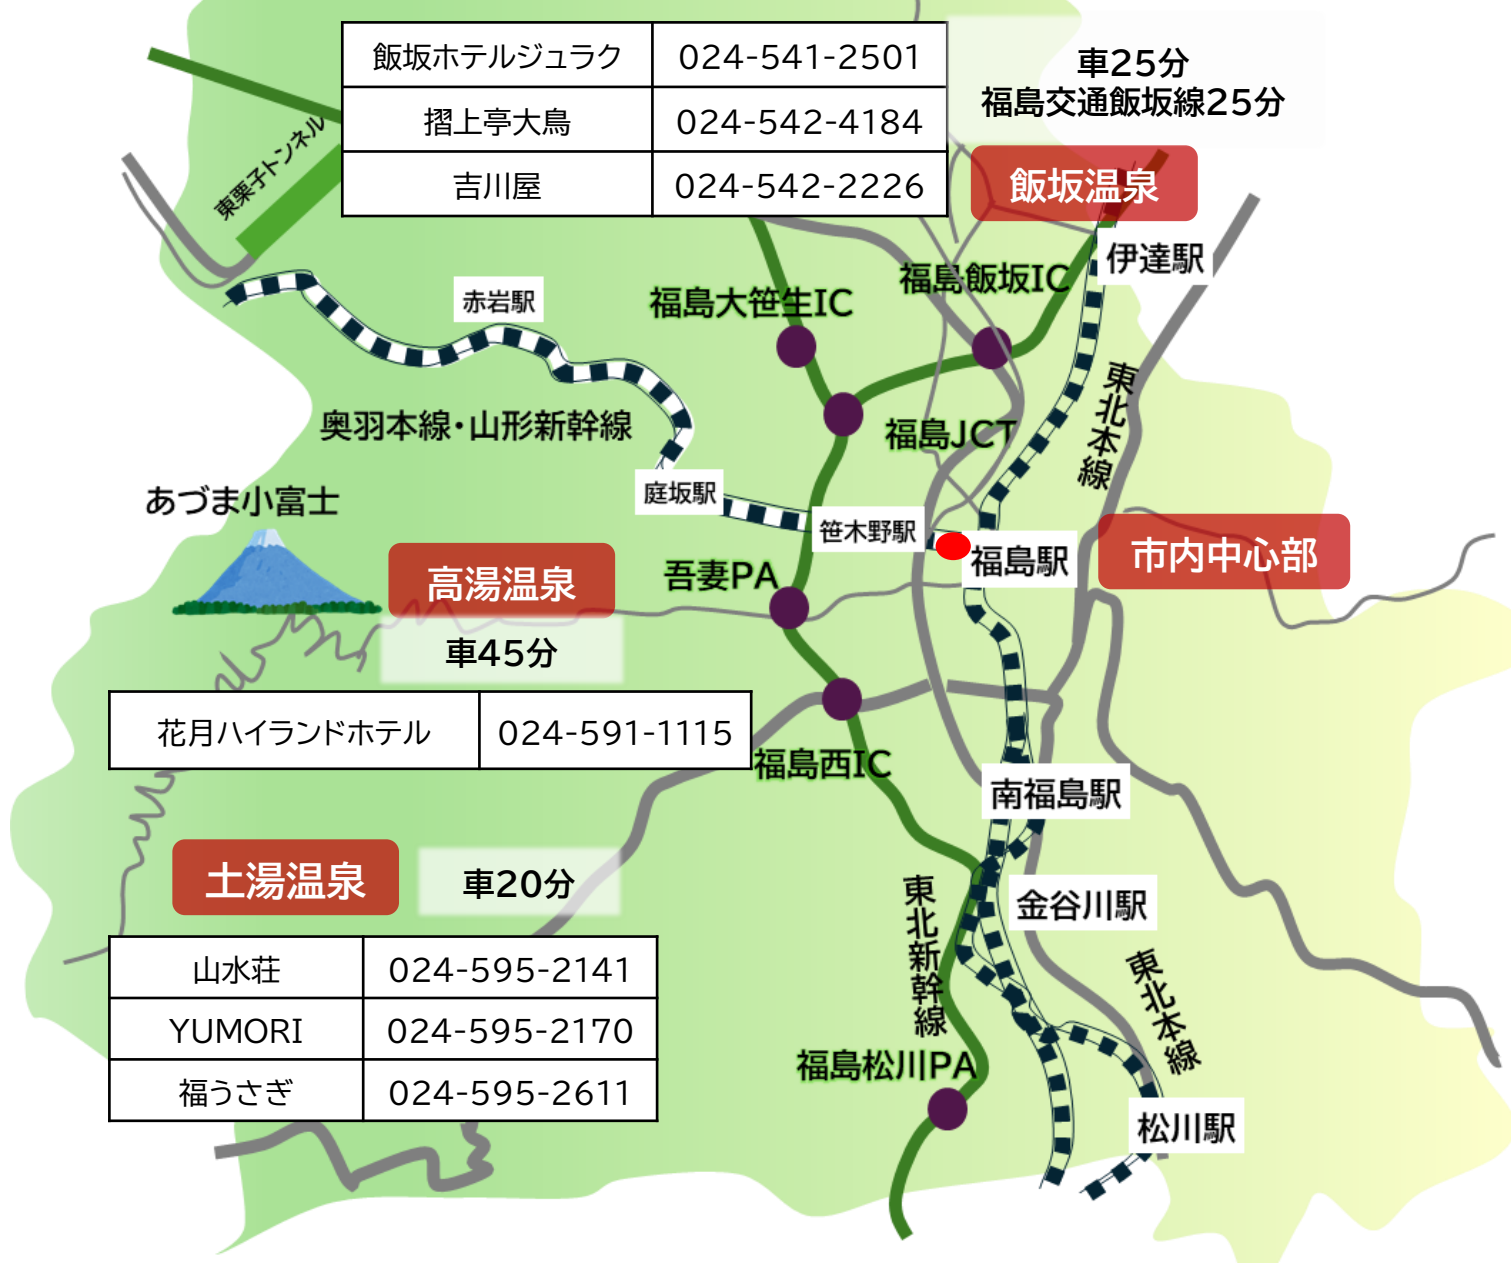 飯坂ホテルジュラク 024-541-2501
摺上亭大鳥 024-542-4184
吉川屋 024-542-2226
車25分
福島交通飯坂線25分
飯坂温泉
東栗子トンネル
伊達駅
福島飯坂IC
福島大笹生IC
赤岩駅
東北本線
奥羽本線・山形新幹線
福島JCT
庭坂駅
あづま小富士
笹木野駅
福島駅
市内中心部
高湯温泉
吾妻PA
車45分
花月ハイランドホテル 024-591-1115
福島西IC
南福島駅
土湯温泉
車20分
金谷川駅
東北新幹線
東北本線
山水荘 024-595-2141
YUMORI 024-595-2170
福うさぎ 024-595-2611
福島松川PA
松川駅